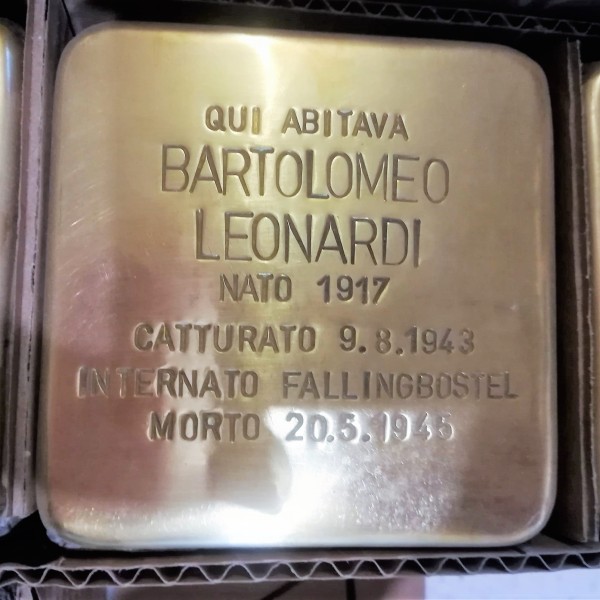 QUI ABITAVA
BARTOLOMEO
LEONARDI
NATO 1917
CATTURATO 9.8.1943
INTERNATO FALLINGBOSTEL
MORTO 20.5.1945